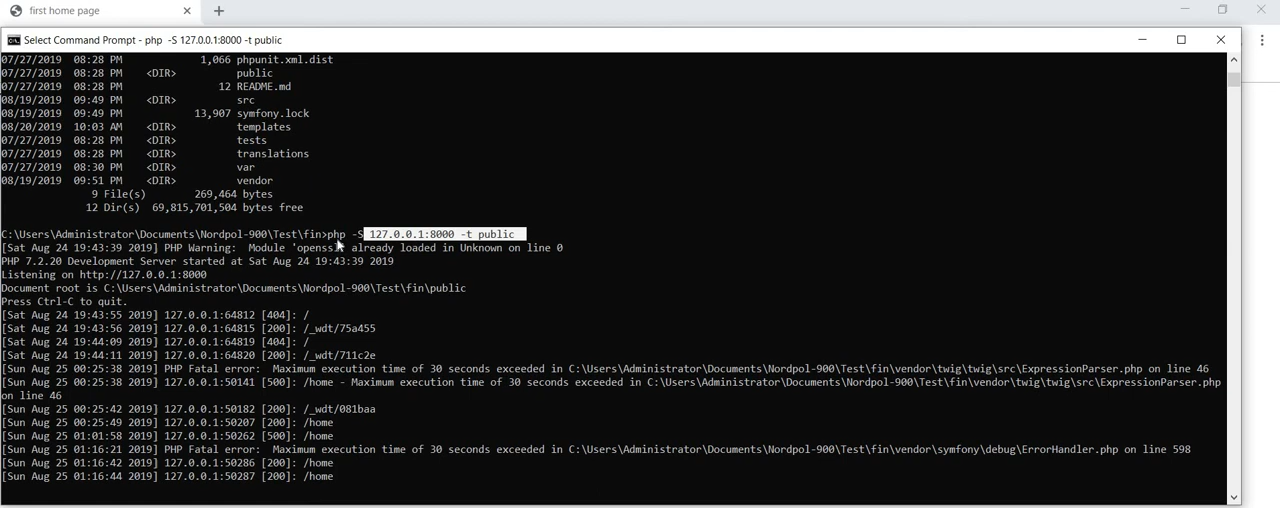 first home page
Select Command Prompt - php  -S 127.0.0.1:8000 -t public
07/27/2019  08:28 PM             1,066 phpunit.xml.dist
07/27/2019  08:28 PM    <DIR>          public
07/27/2019  08:28 PM                12 README.md
08/19/2019  09:49 PM    <DIR>          src
08/19/2019  09:49 PM            13,907 symfony.lock
08/20/2019  10:03 AM    <DIR>          templates
07/27/2019  08:28 PM    <DIR>          tests
07/27/2019  08:28 PM    <DIR>          translations
07/27/2019  08:30 PM    <DIR>          var
08/19/2019  09:51 PM    <DIR>          vendor
9 File(s)        269,464 bytes
12 Dir(s)  69,815,701,504 bytes free
C:\Users\Administrator\Documents\Nordpol-900\Test\fin>php -S 127.0.0.1:8000 -t public
[Sat Aug 24 19:43:39 2019] PHP Warning:  Module 'openssl' already loaded in Unknown on line 0
PHP 7.2.20 Development Server started at Sat Aug 24 19:43:39 2019
Listening on http://127.0.0.1:8000
Document root is C:\Users\Administrator\Documents\Nordpol-900\Test\fin\public
Press Ctrl-C to quit.
[Sat Aug 24 19:43:55 2019] 127.0.0.1:64812 [404]: /
[Sat Aug 24 19:43:56 2019] 127.0.0.1:64815 [200]: /_wdt/75a455
[Sat Aug 24 19:44:09 2019] 127.0.0.1:64819 [404]: /
[Sat Aug 24 19:44:11 2019] 127.0.0.1:64820 [200]: /_wdt/711c2e
[Sun Aug 25 00:25:38 2019] PHP Fatal error:  Maximum execution time of 30 seconds exceeded in C:\Users\Administrator\Documents\Nordpol-900\Test\fin\vendor\twig\twig\src\ExpressionParser.php on line 46
[Sun Aug 25 00:25:38 2019] 127.0.0.1:50141 [500]: /home - Maximum execution time of 30 seconds exceeded in C:\Users\Administrator\Documents\Nordpol-900\Test\fin\vendor\twig\twig\src\ExpressionParser.php
on line 46
[Sun Aug 25 00:25:42 2019] 127.0.0.1:50182 [200]: /_wdt/081baa
[Sun Aug 25 00:25:49 2019] 127.0.0.1:50207 [200]: /home
[Sun Aug 25 01:01:58 2019] 127.0.0.1:50262 [500]: /home
[Sun Aug 25 01:16:21 2019] PHP Fatal error:  Maximum execution time of 30 seconds exceeded in C:\Users\Administrator\Documents\Nordpol-900\Test\fin\vendor\symfony\debug\ErrorHandler.php on line 598
[Sun Aug 25 01:16:42 2019] 127.0.0.1:50286 [200]: /home
[Sun Aug 25 01:16:44 2019] 127.0.0.1:50287 [200]: /home